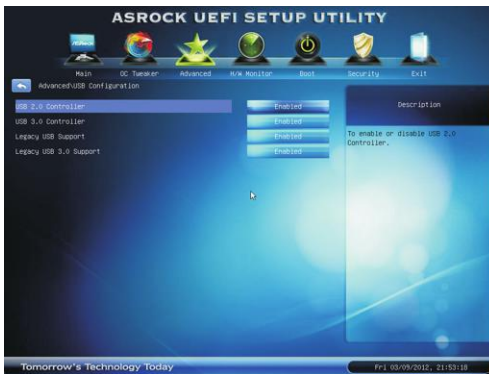 ASROCK UEFI SETUP UTILITY
ASRock
Main
OC Tweaker
Advanced
H/W Monitor
Boot
Security
Exit
Advanced\USB Configuration
USB 2.0 Controller
Enabled
USB 3.0 Controller
Enabled
Legacy USB Support
Enabled
Legacy USB 3.0 Support
Enabled
Description
To enable or disable USB 2.0
Controller.
Tomorrow's Technology Today
Fri 03/09/2012, 21:53:18